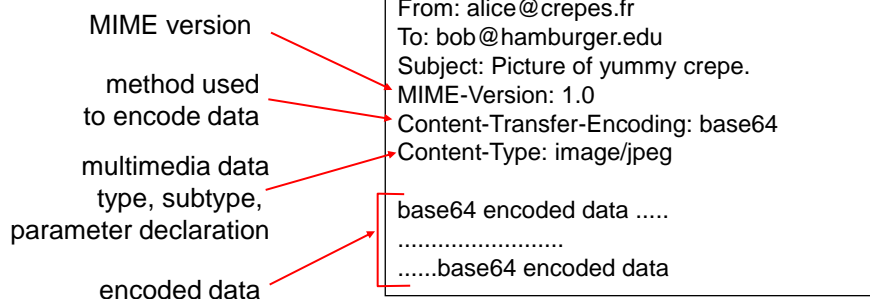 MIME version
method used
to encode data
multimedia data
type, subtype,
parameter declaration
encoded data
From: alice@crepes.fr
To: bob@hamburger.edu
Subject: Picture of yummy crepe.
MIME-Version: 1.0
Content-Transfer-Encoding: base64
Content-Type: image/jpeg
base64 encoded data .....
.........................
......base64 encoded data